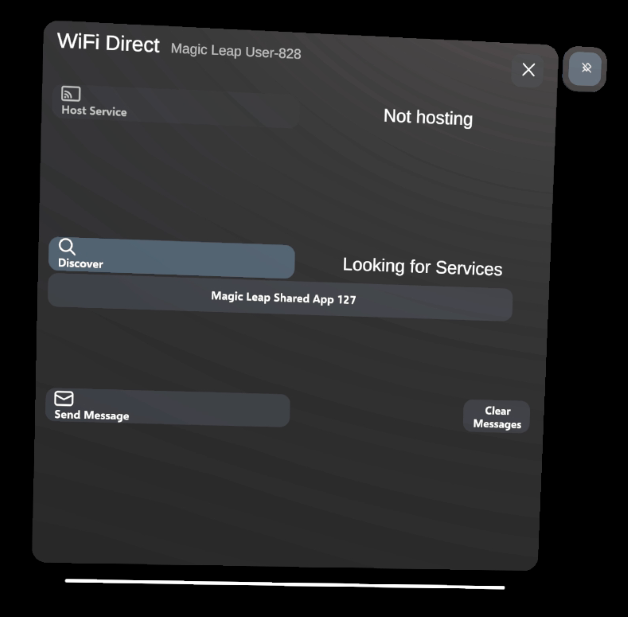 WiFi Direct Magic Leap User-828
Host Service
Not hosting
Discover
Looking for Services
Magic Leap Shared App 127
Send Message
Clear
Messages